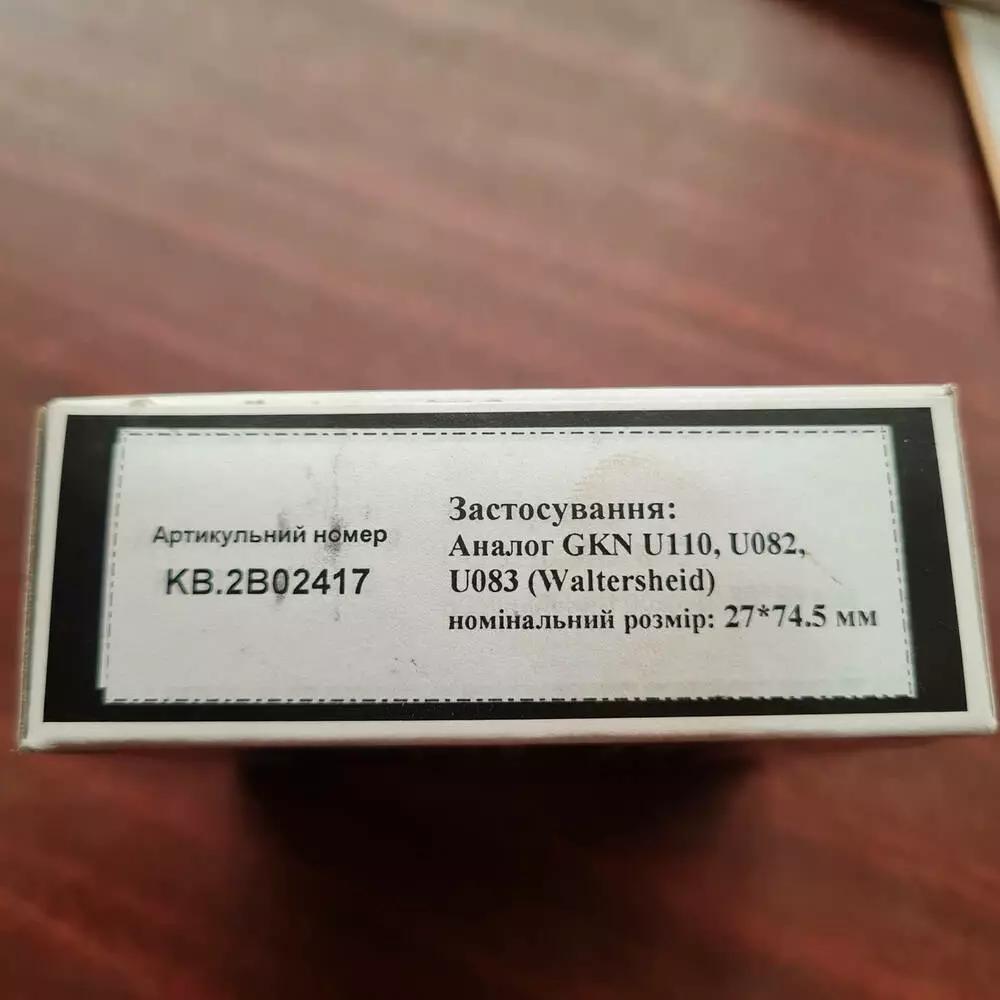 Артикульний номер
KB.2B02417
Застосування:
Аналог GKN U110, U082,
U083 (Waltersheid)
номінальний розмір: 27*74.5 мм